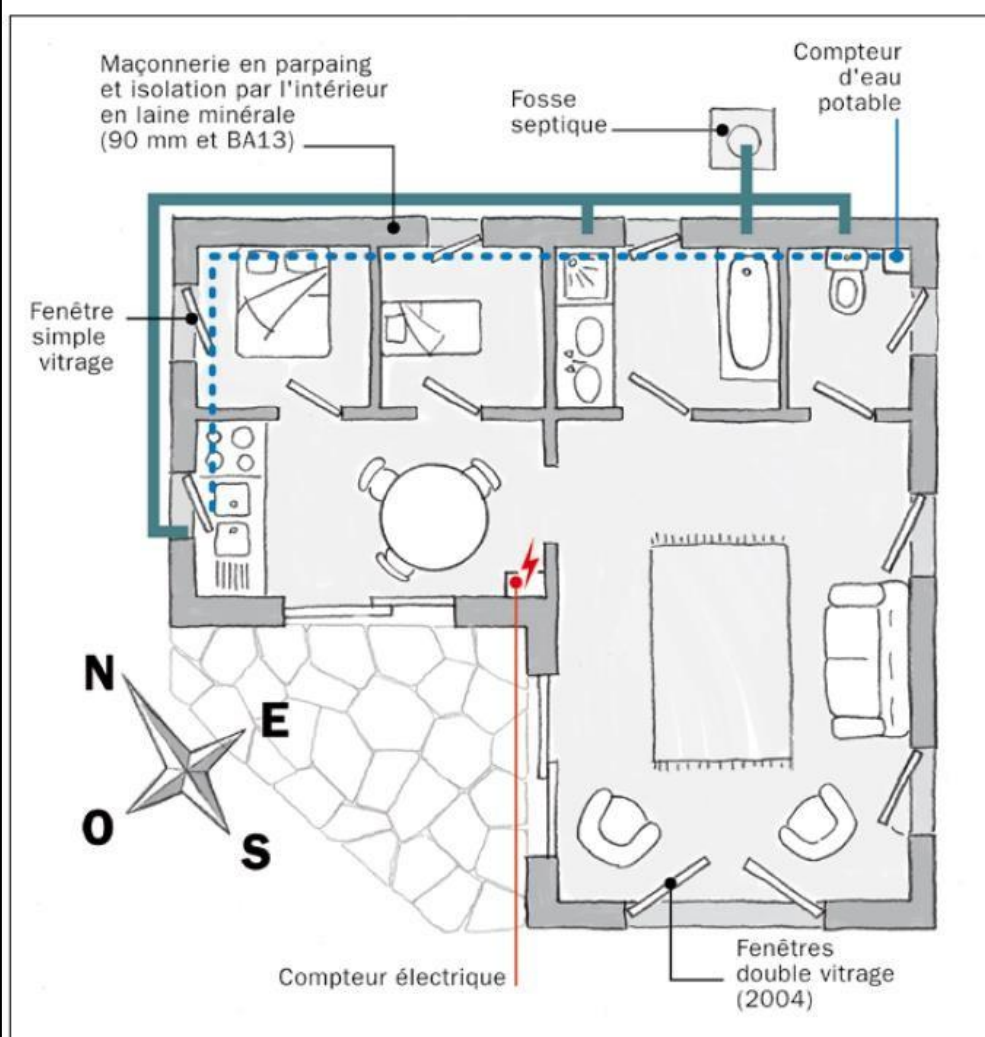 Maçonnerie en parpaing
et isolation par l'intérieur
en laine minérale
(90 mm et BA13)
Fosse
septique
Compteur
d'eau
potable
Fenêtre
simple
vitrage
N
E
O
S
Compteur électrique
Fenêtres
double vitrage
(2004)